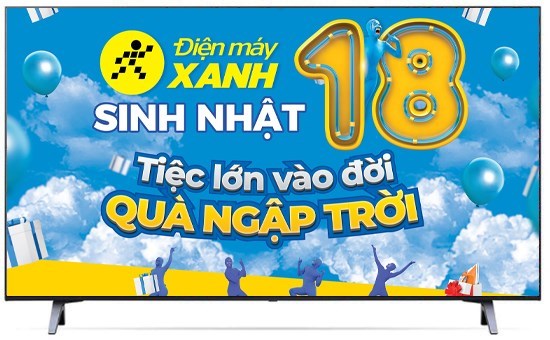 Điện máy
XANH
SINH NHẬT
18
Tiệc lớn vào đời
QUÀ NGẬP TRỜI